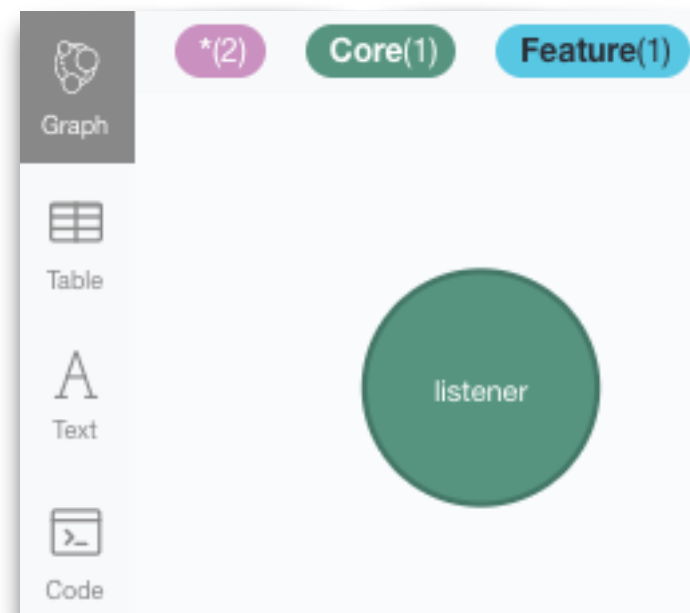 *(2) Core(1) Feature(1)
Graph
Table
listener
Text
Code